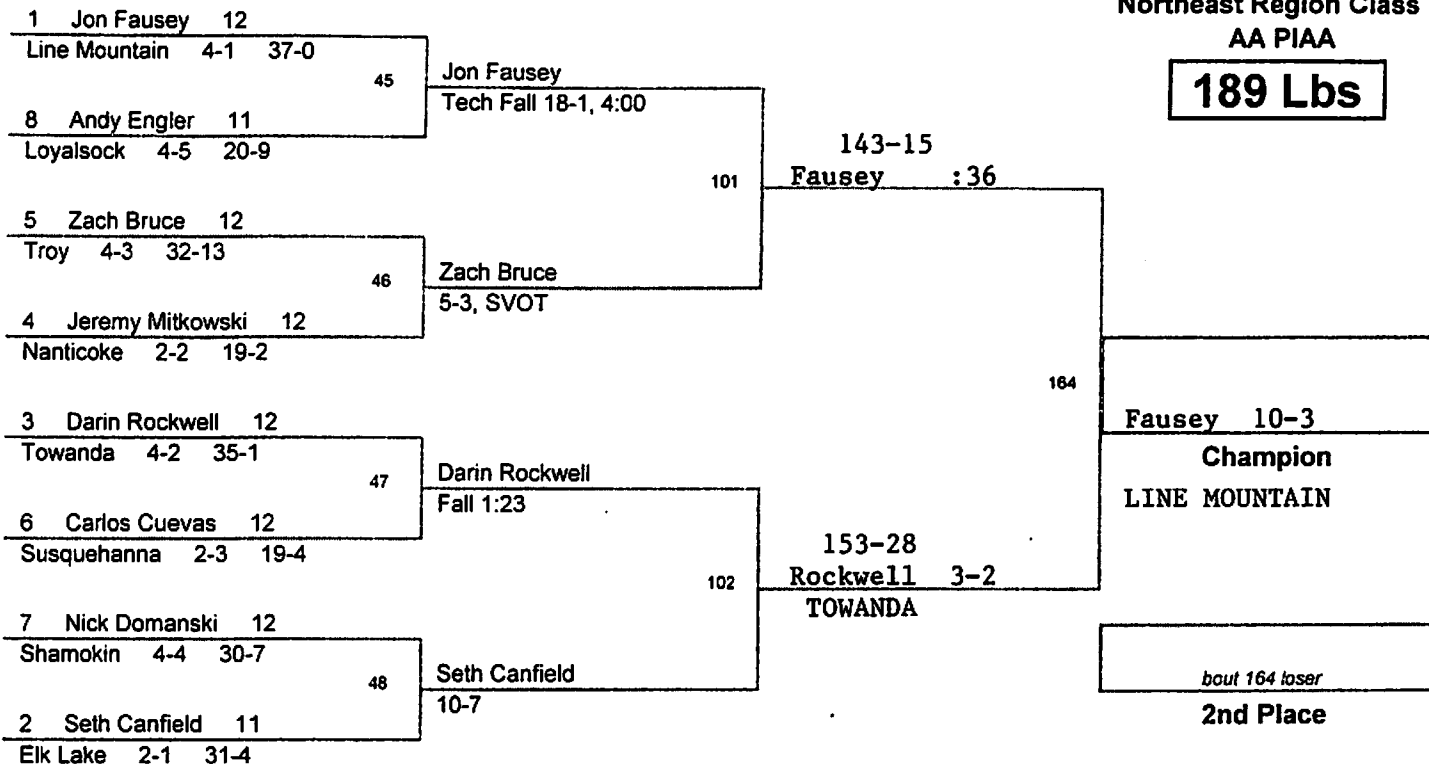 Northeast Region Class
AA PIAA
189 Lbs
1 Jon Fausey 12
Line Mountain 4-1 37-0
45
8 Andy Engler 11
Loyalsock 4-5 20-9
Jon Fausey
Tech Fall 18-1, 4:00
5 Zach Bruce 12
Troy 4-3 32-13
46
4 Jeremy Mitkowski 12
Nanticoke 2-2 19-2
Zach Bruce
5-3, SVOT
101
143-15
Fausey :36
3 Darin Rockwell 12
Towanda 4-2 35-1
47
6 Carlos Cuevas 12
Susquehanna 2-3 19-4
Darin Rockwell
Fall 1:23
7 Nick Domanski 12
Shamokin 4-4 30-7
48
2 Seth Canfield 11
Elk Lake 2-1 31-4
Seth Canfield
10-7
102
153-28
Rockwell 3-2
TOWANDA
164
Fausey 10-3
Champion
LINE MOUNTAIN
bout 164 loser
2nd Place